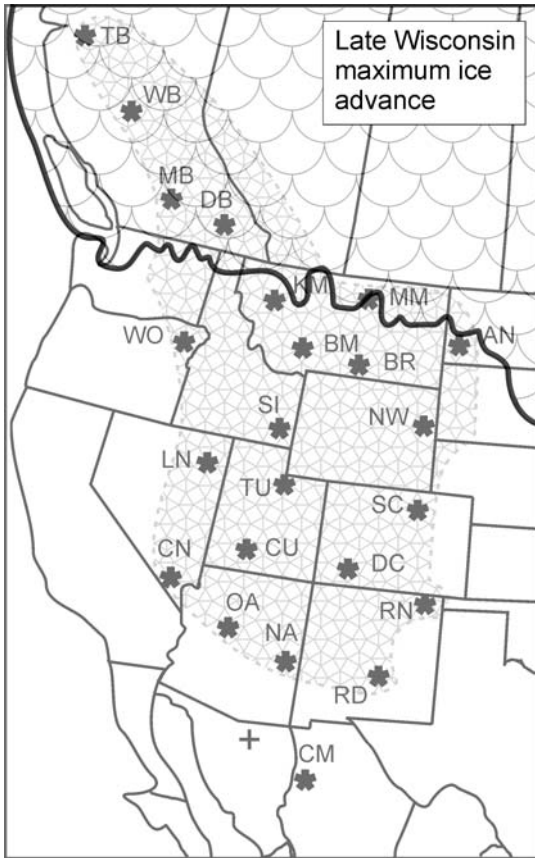 Late Wisconsin
maximum ice
advance
TB
WB
MB
DB
KM
MM
WO
BM
BR
AN
SI
NW
LN
TU
SC
CN
CU
DC
OA
RN
NA
RD
CM